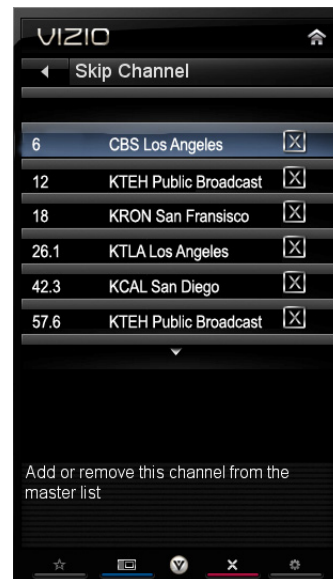 VIZIO
Skip Channel
6 CBS Los Angeles X
12 KTEH Public Broadcast X
18 KRON San Fransisco X
26.1 KTLA Los Angeles X
42.3 KCAL San Diego X
57.6 KTEH Public Broadcast X
Add or remove this channel from the
master list